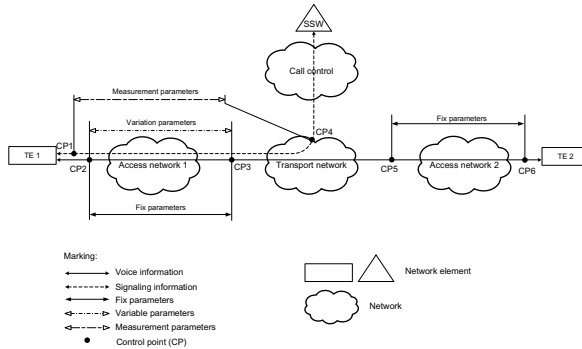 SSW
Call control
Measurement parameters
Variation parameters
Fix parameters
CP1
CP4
TE 1
Access network 1
Transport network
Access network 2
TE 2
CP2
CP3
CP5
CP6
Fix parameters
Marking:
Voice information
Signaling information
Fix parameters
Variable parameters
Measurement parameters
Control point (CP)
Network element
Network